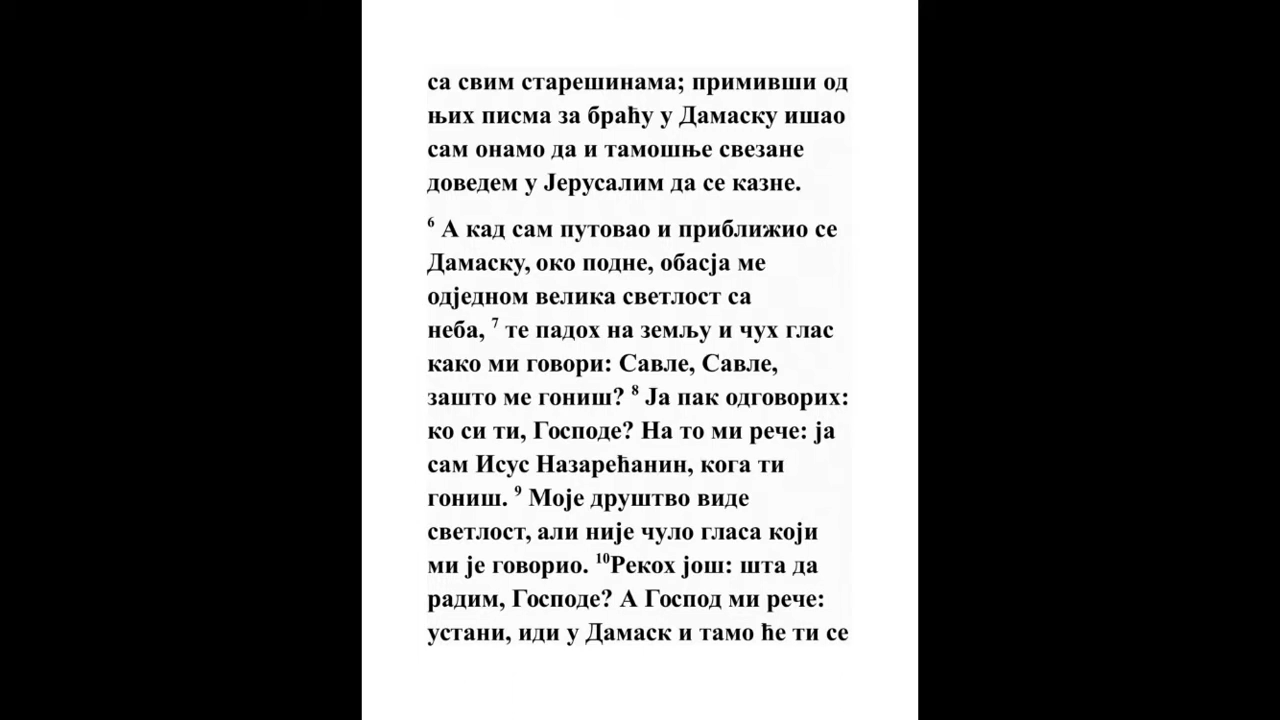 са свим старешинама; примивши од
њих писма за браћу у Дамаску ишао
сам онамо да и тамошње свезане
доведем у Јерусалим да се казне.
6 А кад сам путовао и приближио се
Дамаску, око подне, обасја ме
одједном велика светлост са
неба, 7 те падох на земљу и чух глас
како ми говори: Савле, Савле,
зашто ме гониш? 8 Ја пак одговорих:
ко си ти, Господе? На то ми рече: ја
сам Исус Назарећанин, кога ти
гониш. 9 Моје друштво виде
светлост, али није чуло гласа који
ми је говорио. 10Рекох још: шта да
радим, Господе? А Господ ми рече:
устани, иди у Дамаск и тамо ће ти се